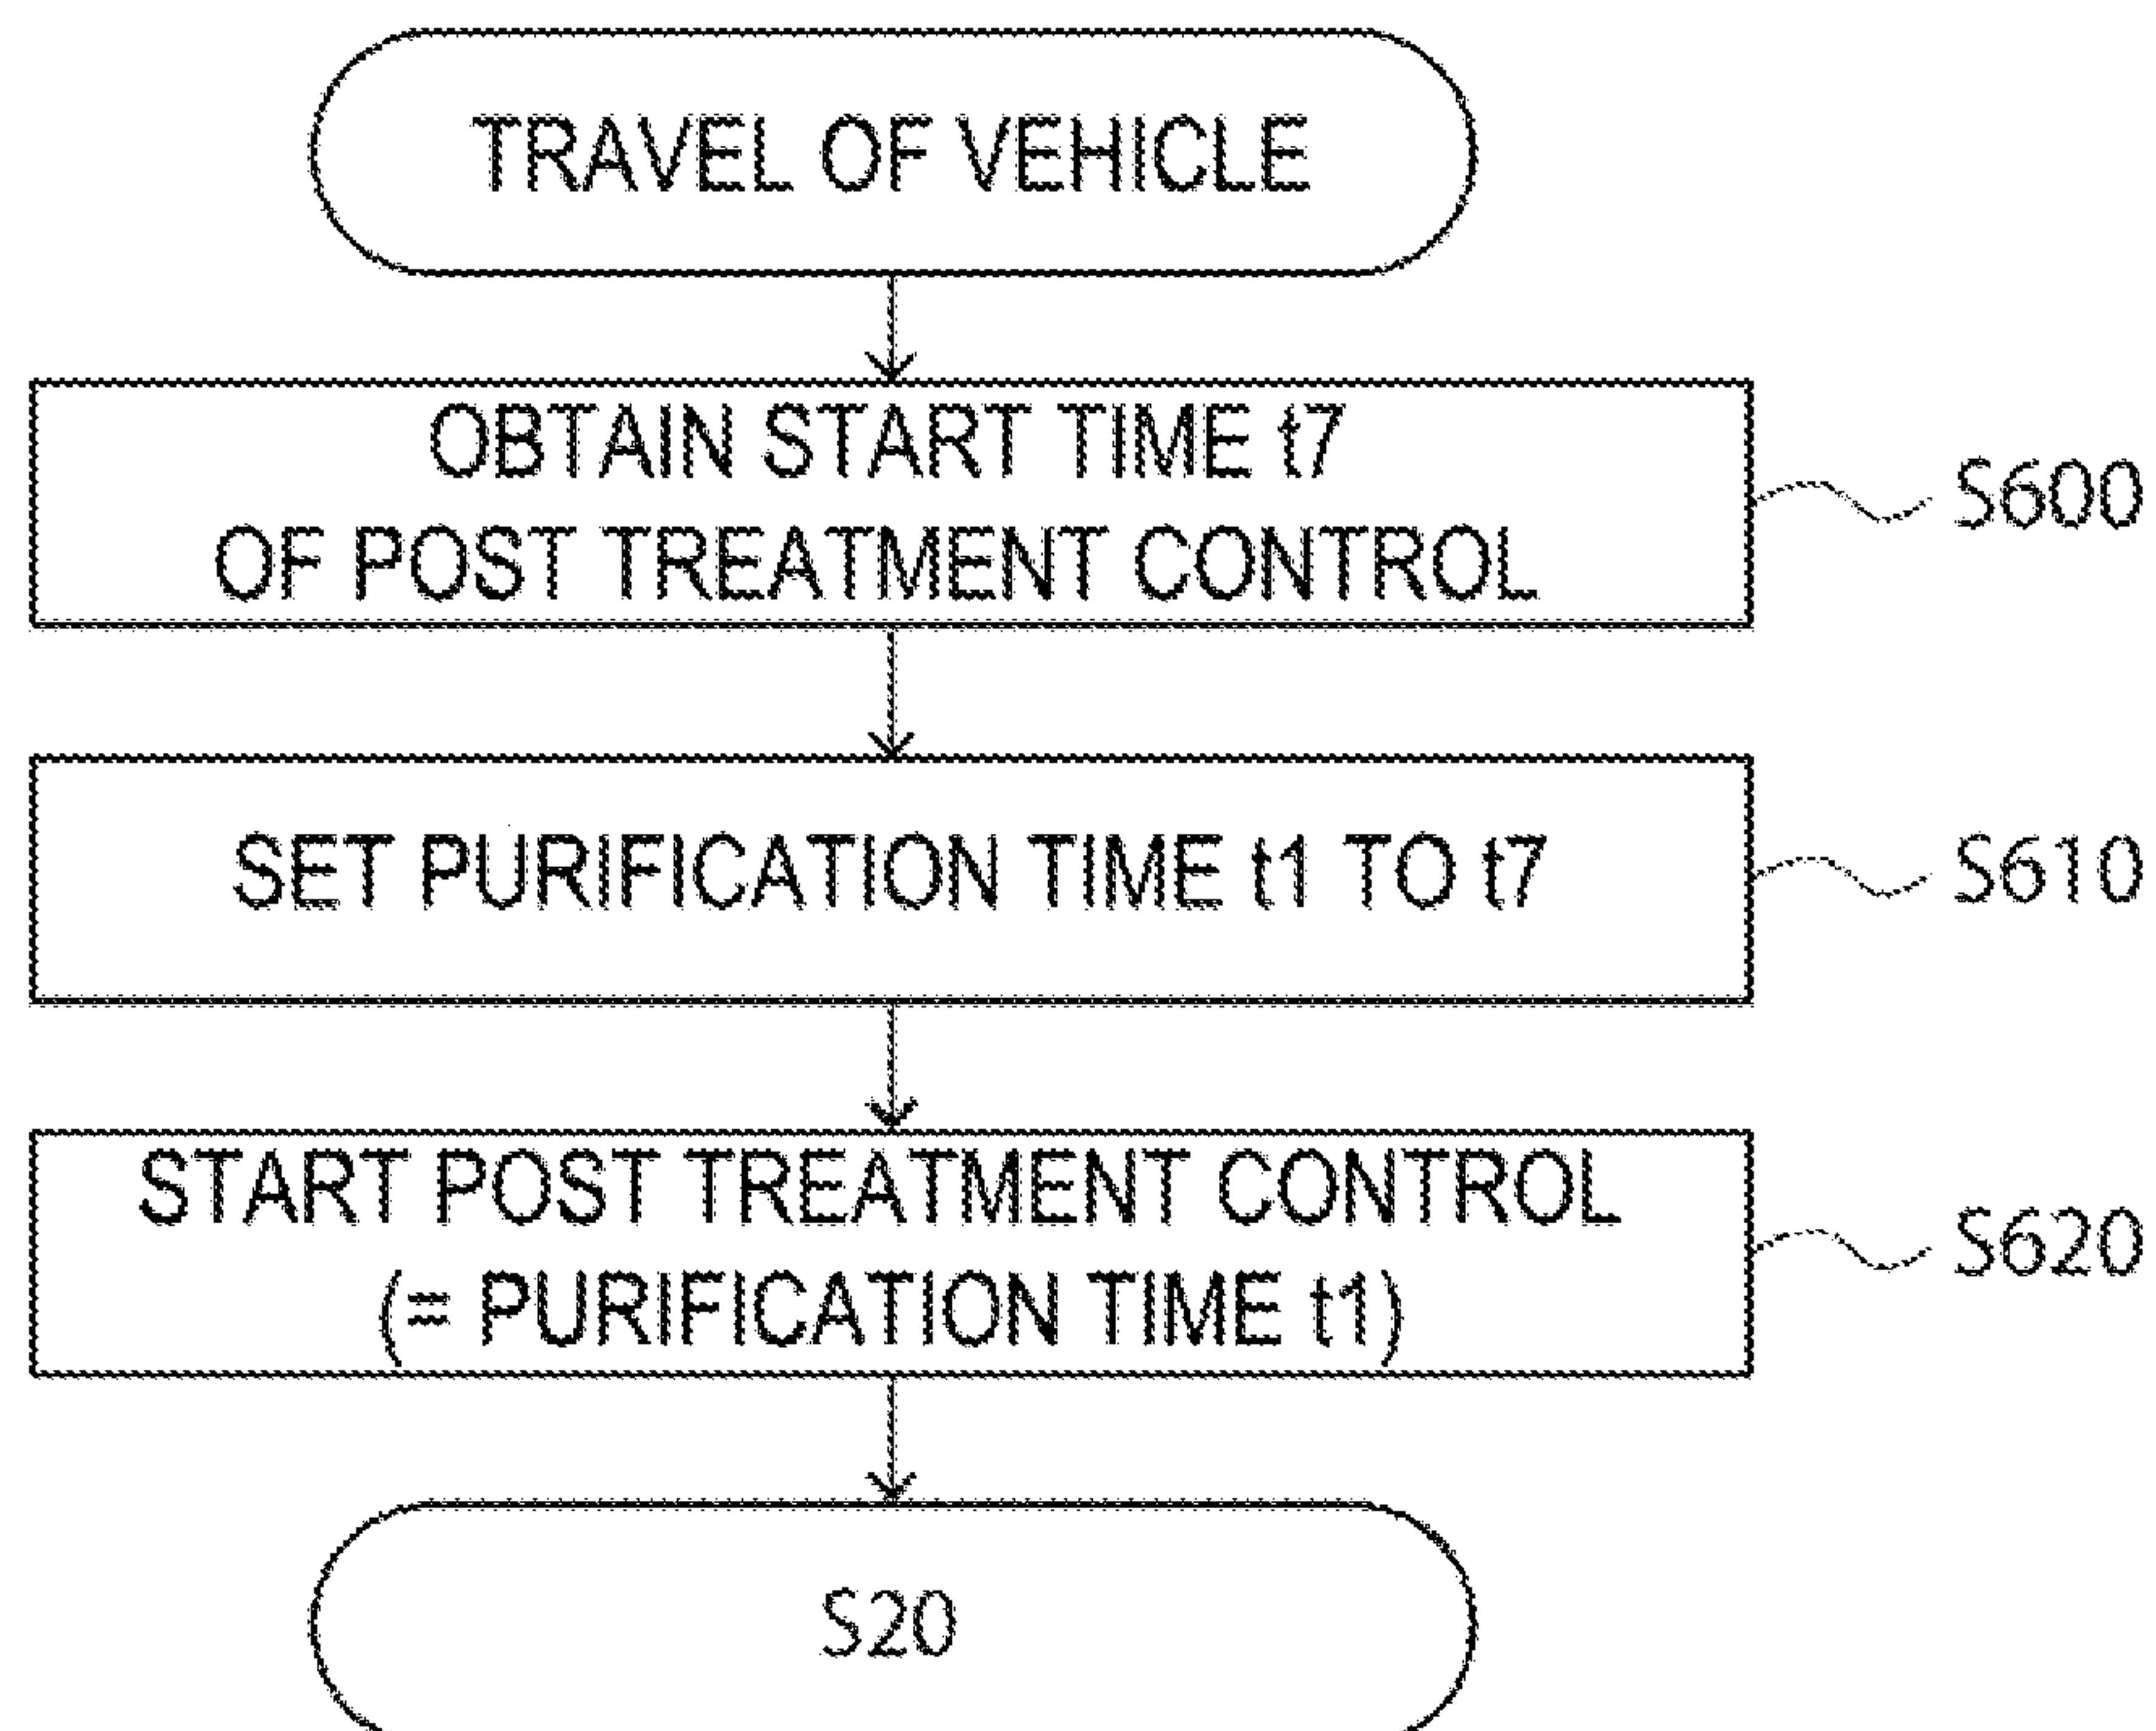 TRAVEL OF VEHICLE
OBTAIN START TIME t7
OF POST TREATMENT CONTROL
S600
SET PURIFICATION TIME t1 TO t7
S610
START POST TREATMENT CONTROL
(= PURIFICATION TIME t1)
S620
S20